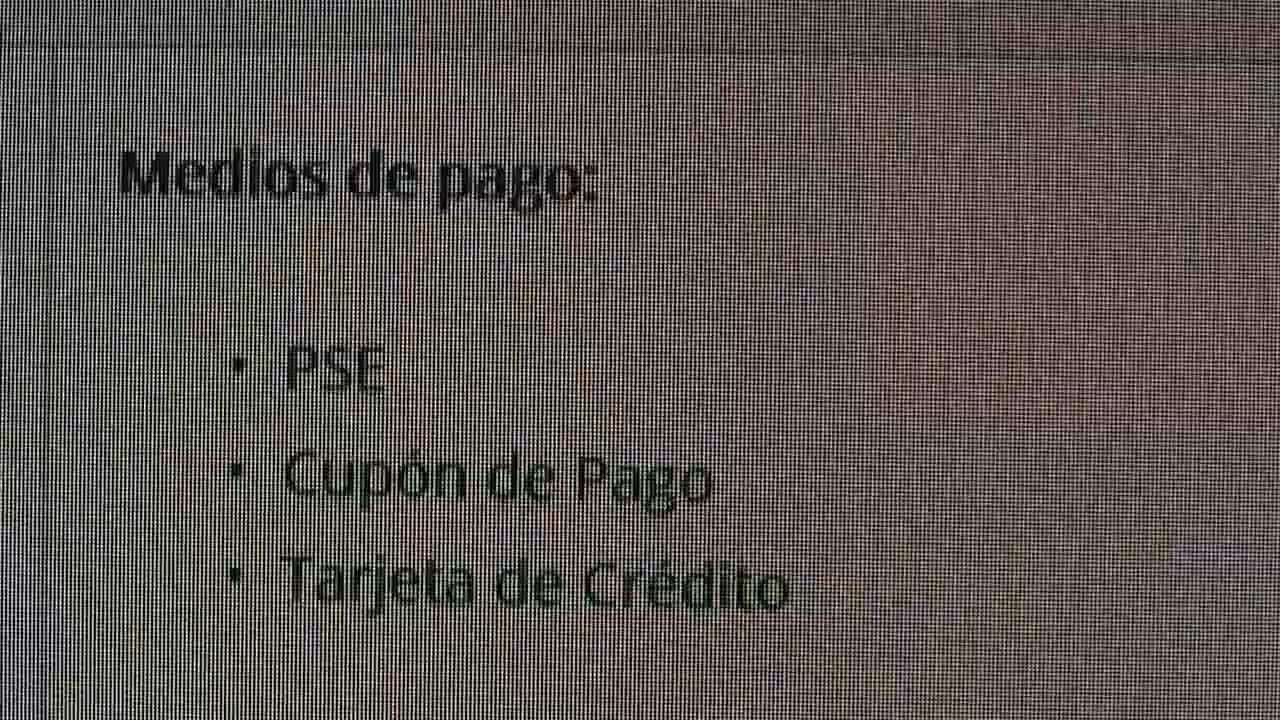 Medios de pago:
• PSE
• Cupón de Pago
• Tarjeta de Crédito